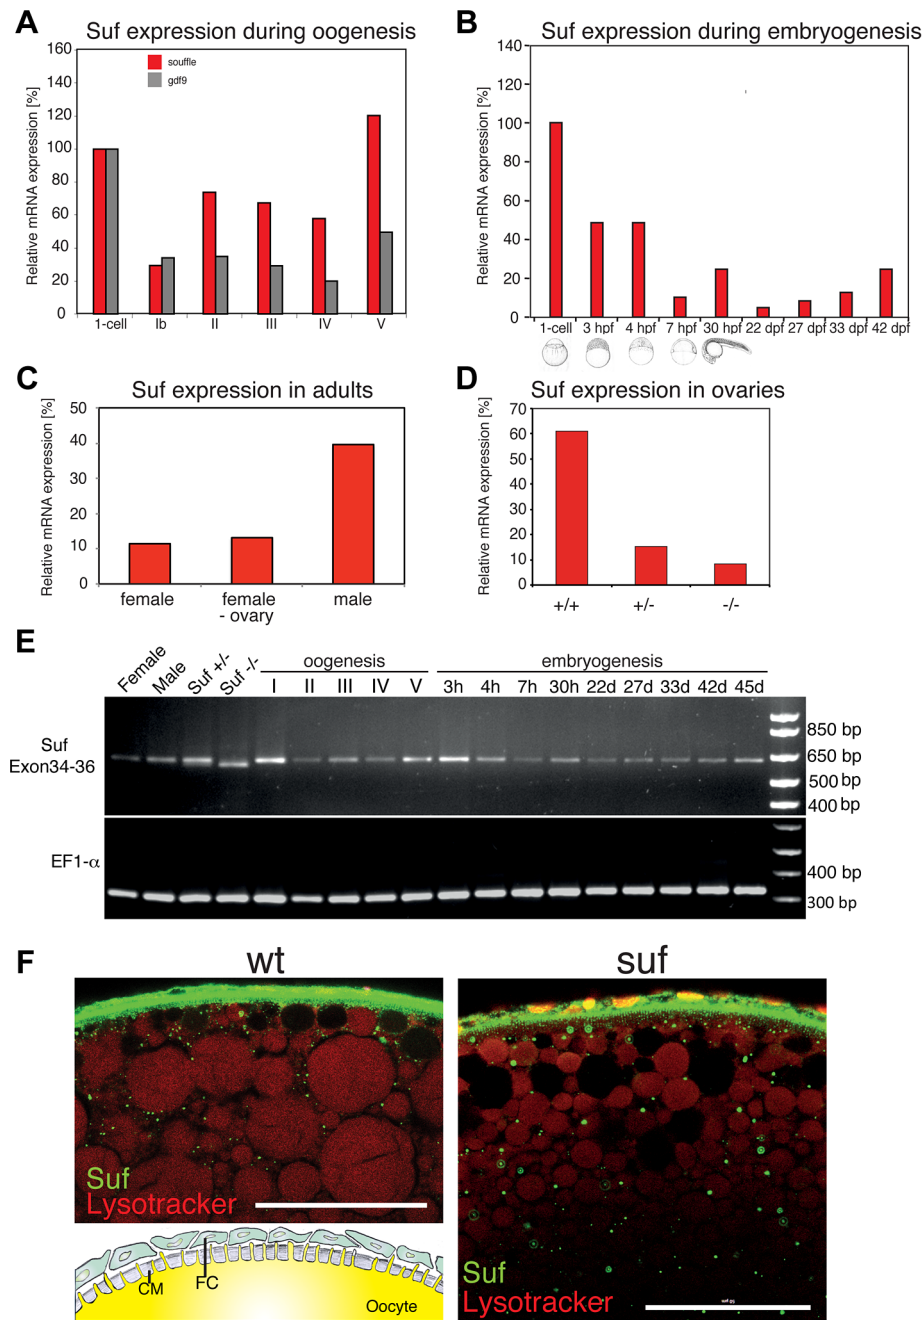 A
Suf expression during oogenesis
Relative mRNA expression [%]
160
140
120
100
80
60
40
20
0
souffle
gdf9
1-cell Ib II III IV V
B
Suf expression during embryogenesis
Relative mRNA expression [%]
140
120
100
80
60
40
20
0
1-cell 3 hpf 4 hpf 7 hpf 30 hpf 22 dpf 27 dpf 33 dpf 42 dpf
C
Suf expression in adults
Relative mRNA expression [%]
50
40
30
20
10
0
female female male
- ovary
D
Suf expression in ovaries
Relative mRNA expression [%]
70
60
50
40
30
20
10
0
+/+ +/- -/-
E
Female Male Suf +/- Suf -/-
oogenesis embryogenesis
I II III IV V 3h 4h 7h 30h 22d 27d 33d 42d 45d
Suf
Exon34-36
850 bp
650 bp
500 bp
400 bp
EF1-α
400 bp
300 bp
F
wt
Suf
Lysotracker
CM
FC
Oocyte
suf
Suf
Lysotracker